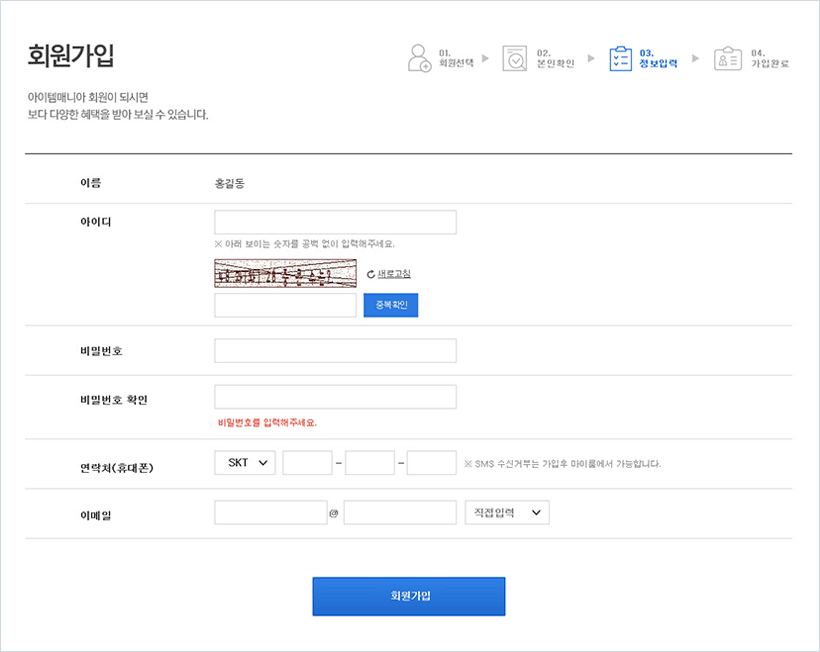 회원가입
01.
회원선택
02.
본인확인
03.
정보입력
04.
가입완료
아이템매니아 회원이 되시면
보다 다양한 혜택을 받아 보실 수 있습니다.
이름
홍길동
아이디
※ 아래 보이는 숫자를 공백 없이 입력해주세요.
새로고침
중복확인
비밀번호
비밀번호 확인
비밀번호를 입력해주세요.
연락처(휴대폰)
SKT
-
-
※ SMS 수신거부는 가입후 마이룸에서 가능합니다.
이메일
@
직접입력
회원가입